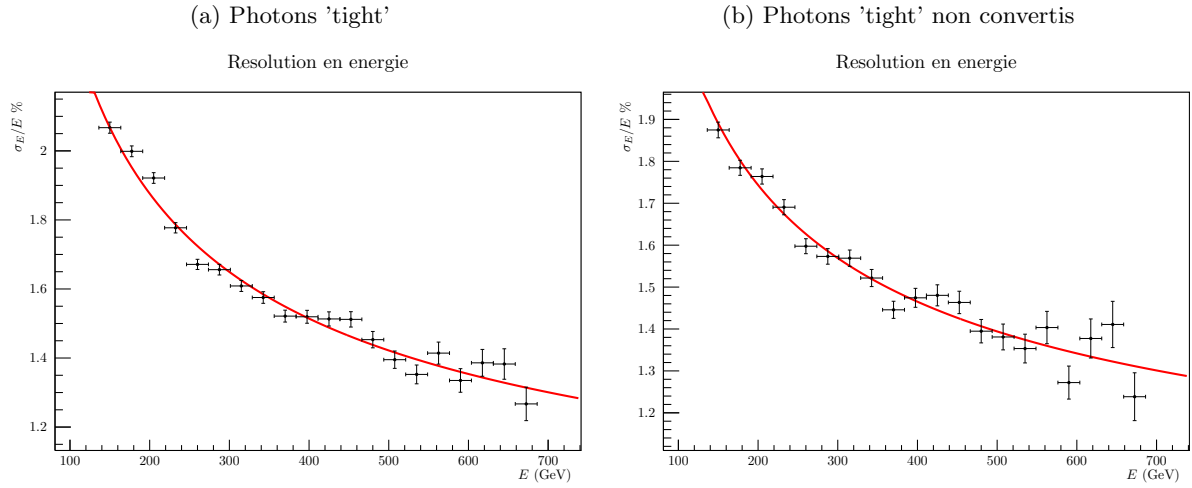 (a) Photons 'tight'
Resolution en energie
σ_E/E %
2
1.8
1.6
1.4
1.2
100 200 300 400 500 600 700
E (GeV)
(b) Photons 'tight' non convertis
Resolution en energie
σ_E/E %
1.9
1.8
1.7
1.6
1.5
1.4
1.3
1.2
100 200 300 400 500 600 700
E (GeV)